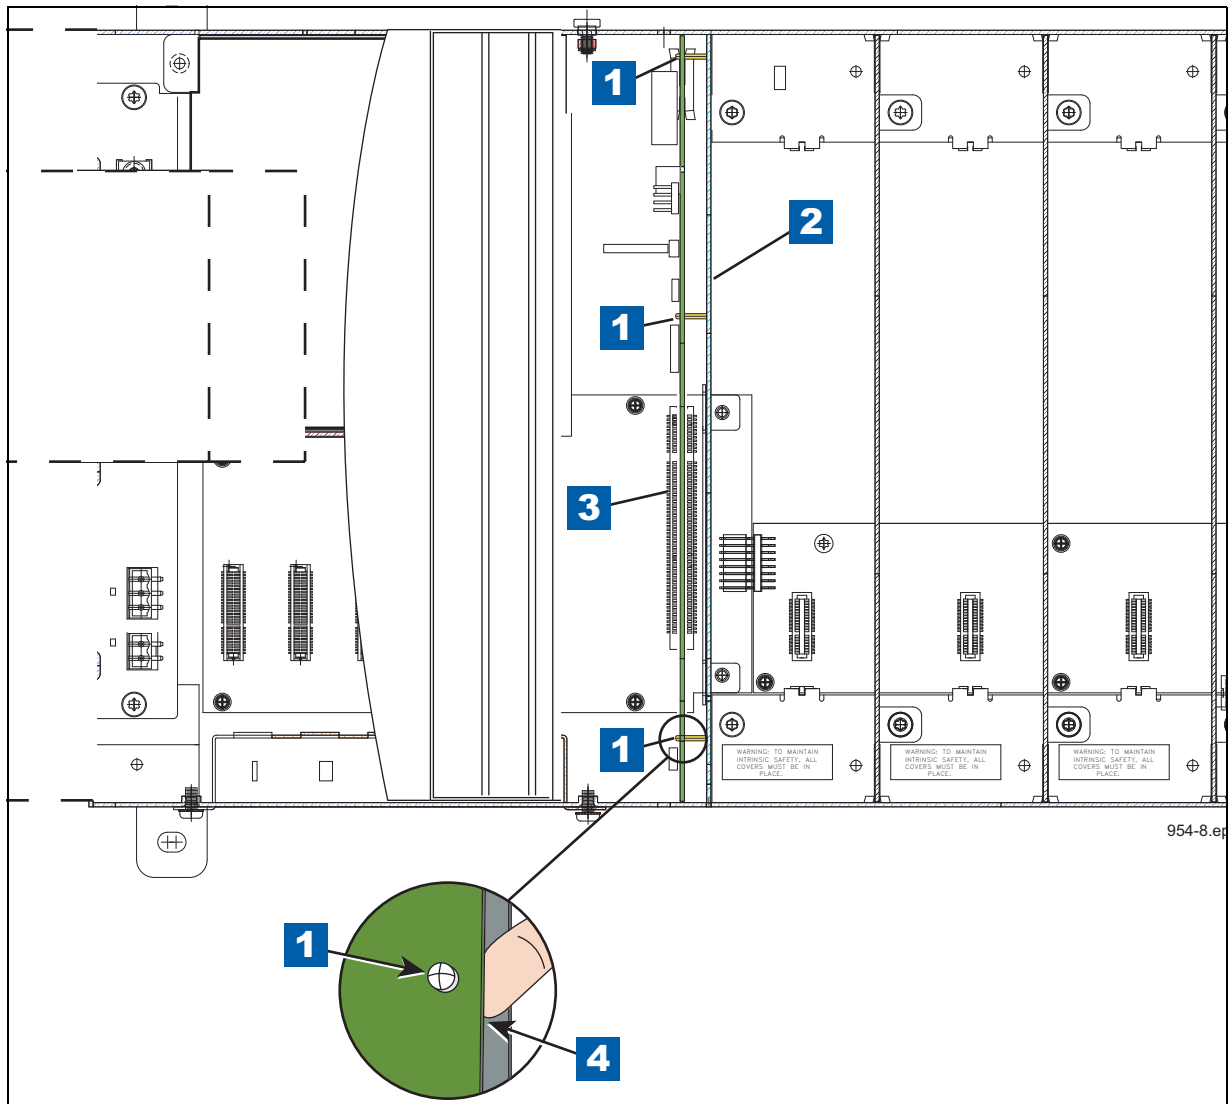 1
2
1
3
1
WARNING: TO MAINTAIN
INTRINSIC SAFETY, ALL
COVERS MUST BE IN
PLACE.
WARNING: TO MAINTAIN
INTRINSIC SAFETY, ALL
COVERS MUST BE IN
PLACE.
WARNING: TO MAINTAIN
INTRINSIC SAFETY, ALL
COVERS MUST BE IN
PLACE.
954-8.ep
1
4